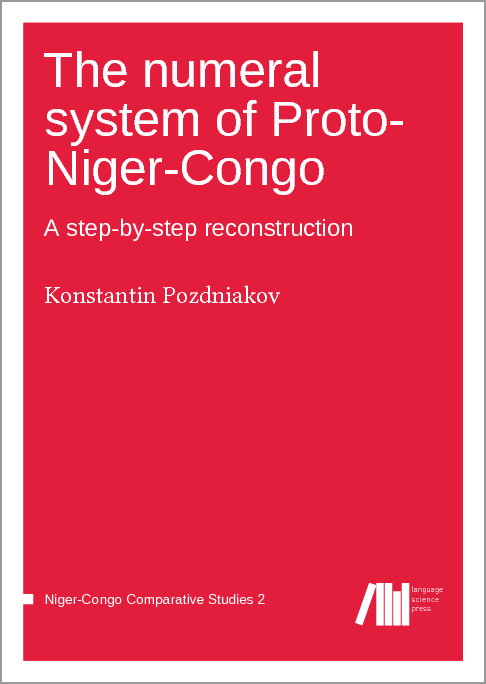 The numeral
system of Proto-
Niger-Congo
A step-by-step reconstruction
Konstantin Pozdniakov
Niger-Congo Comparative Studies 2
language
science
press